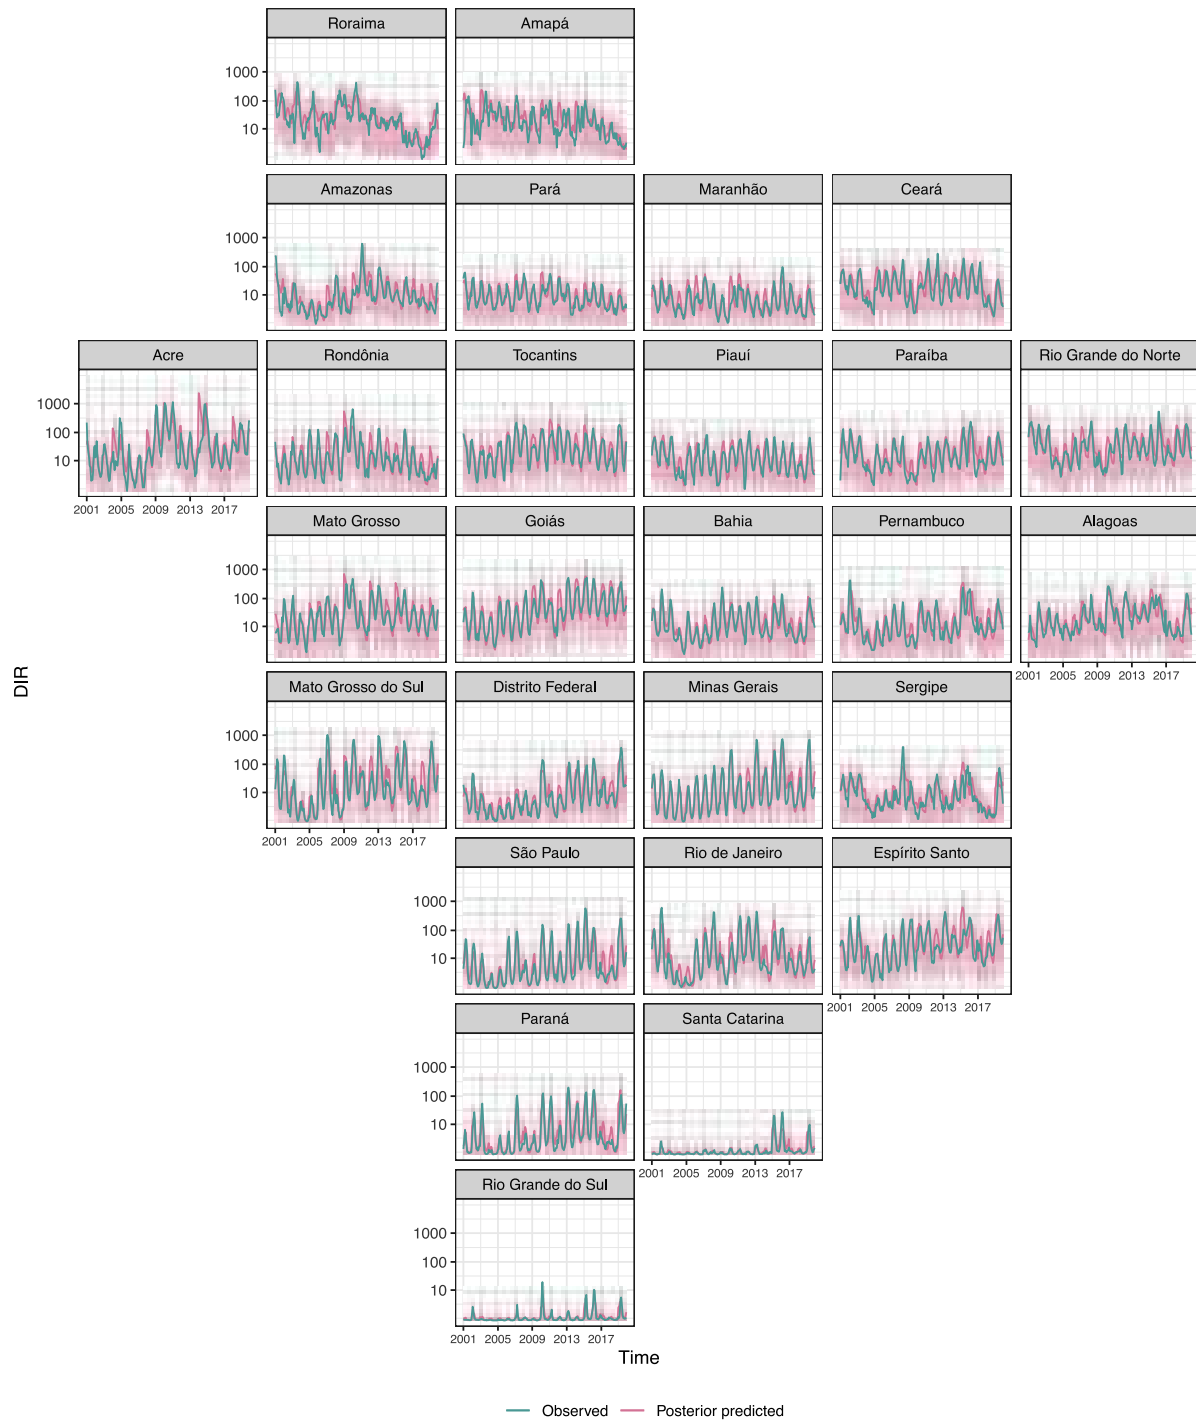 Roraima Amapá
1000
100
10
Amazonas Pará Maranhão Ceará
1000
100
10
Acre Rondônia Tocantins Piauí Paraíba Rio Grande do Norte
1000
100
10
2001 2005 2009 2013 2017
Mato Grosso Goiás Bahia Pernambuco Alagoas
1000
100
10
2001 2005 2009 2013 2017
DIR
Mato Grosso do Sul Distrito Federal Minas Gerais Sergipe
1000
100
10
2001 2005 2009 2013 2017
São Paulo Rio de Janeiro Espírito Santo
1000
100
10
2001 2005 2009 2013 2017
Paraná Santa Catarina
1000
100
10
2001 2005 2009 2013 2017
Rio Grande do Sul
1000
100
10
2001 2005 2009 2013 2017
Time
Observed Posterior predicted